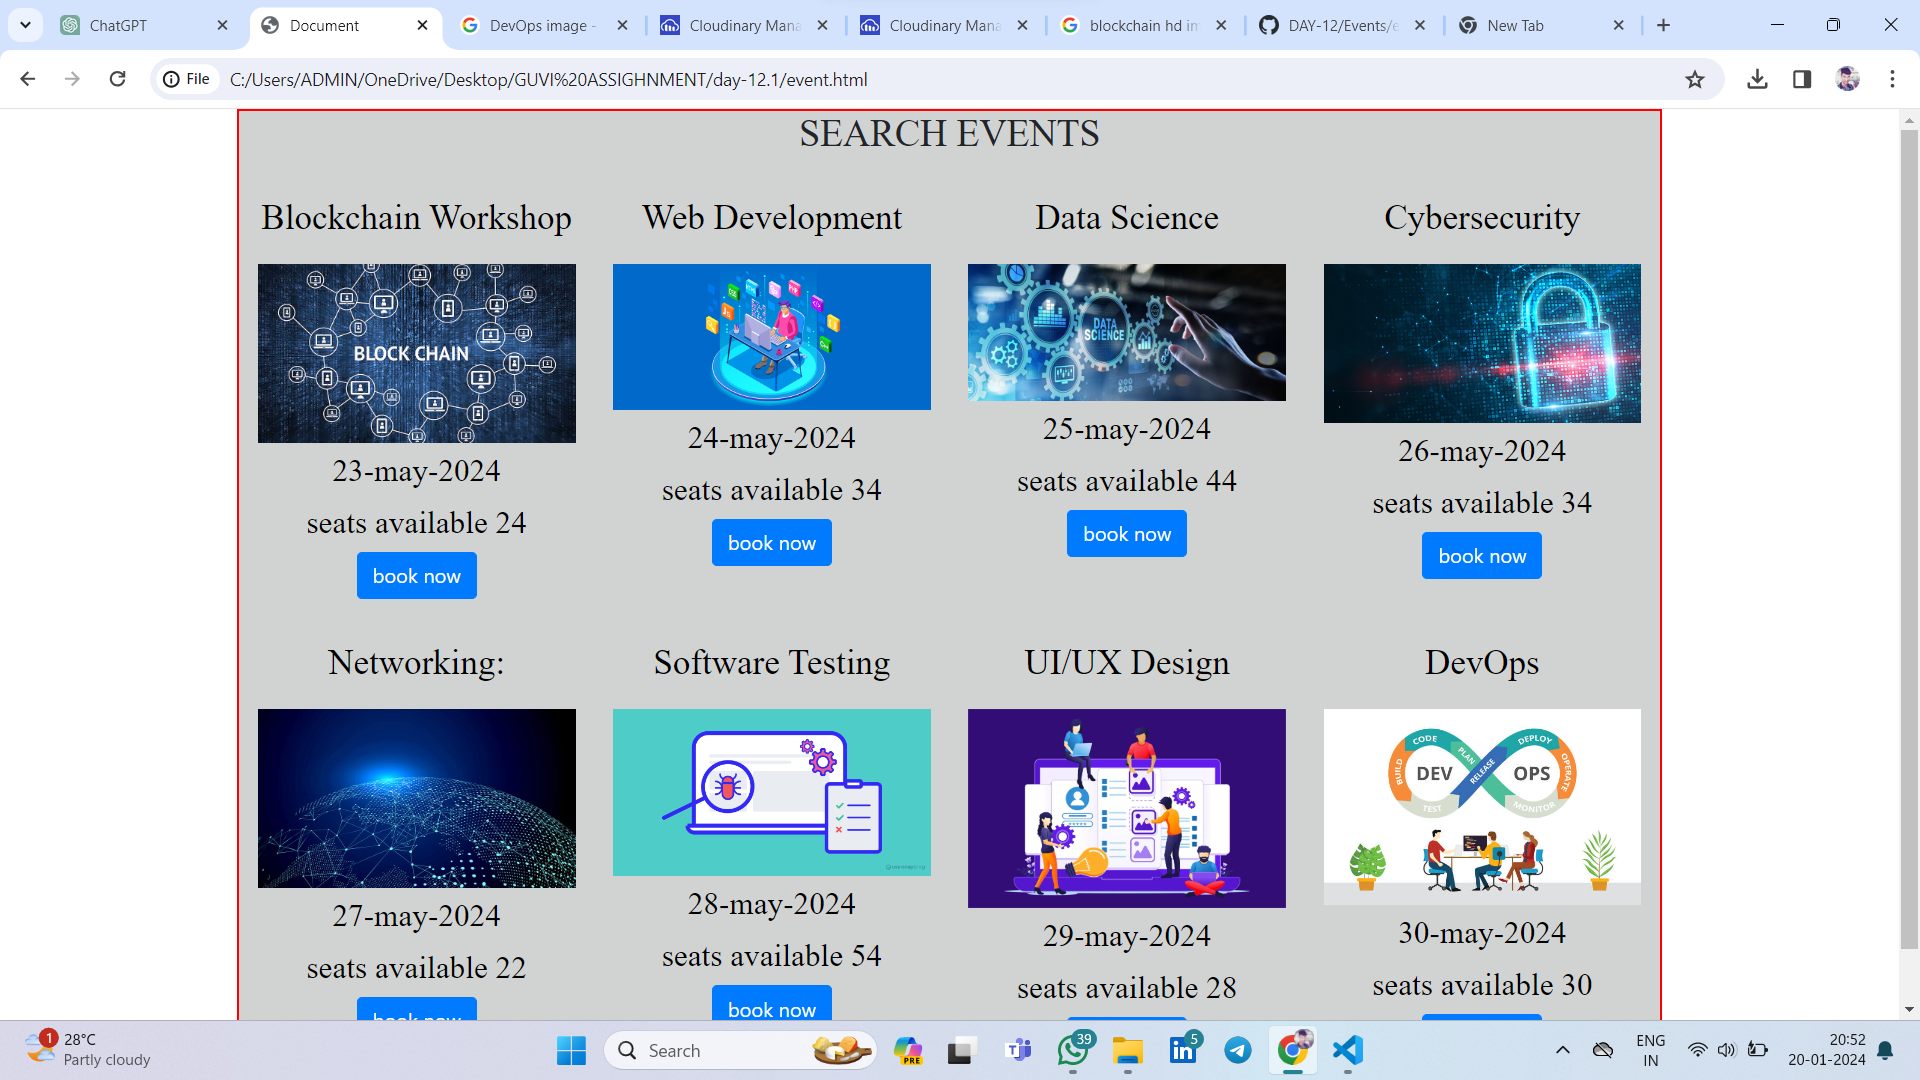 ChatGPT
Document
DevOps image -
Cloudinary Mana
Cloudinary Mana
blockchain hd im
DAY-12/Events/e
New Tab
File
C:/Users/ADMIN/OneDrive/Desktop/GUVI%20ASSIGHNMENT/day-12.1/event.html
SEARCH EVENTS
Blockchain Workshop
Web Development
Data Science
Cybersecurity
BLOCK CHAIN
DATA
SCIENCE
23-may-2024
24-may-2024
25-may-2024
26-may-2024
seats available 24
seats available 34
seats available 44
seats available 34
book now
book now
book now
book now
Networking:
Software Testing
UI/UX Design
DevOps
CODE
PLAN
BUILD
TEST
DEV
RELEASE
OPS
DEPLOY
OPERATE
MONITOR
27-may-2024
28-may-2024
29-may-2024
30-may-2024
seats available 22
seats available 54
seats available 28
seats available 30
book now
book now
1
28°C
Partly cloudy
Search
PRE
39
5
ENG
IN
20:52
20-01-2024